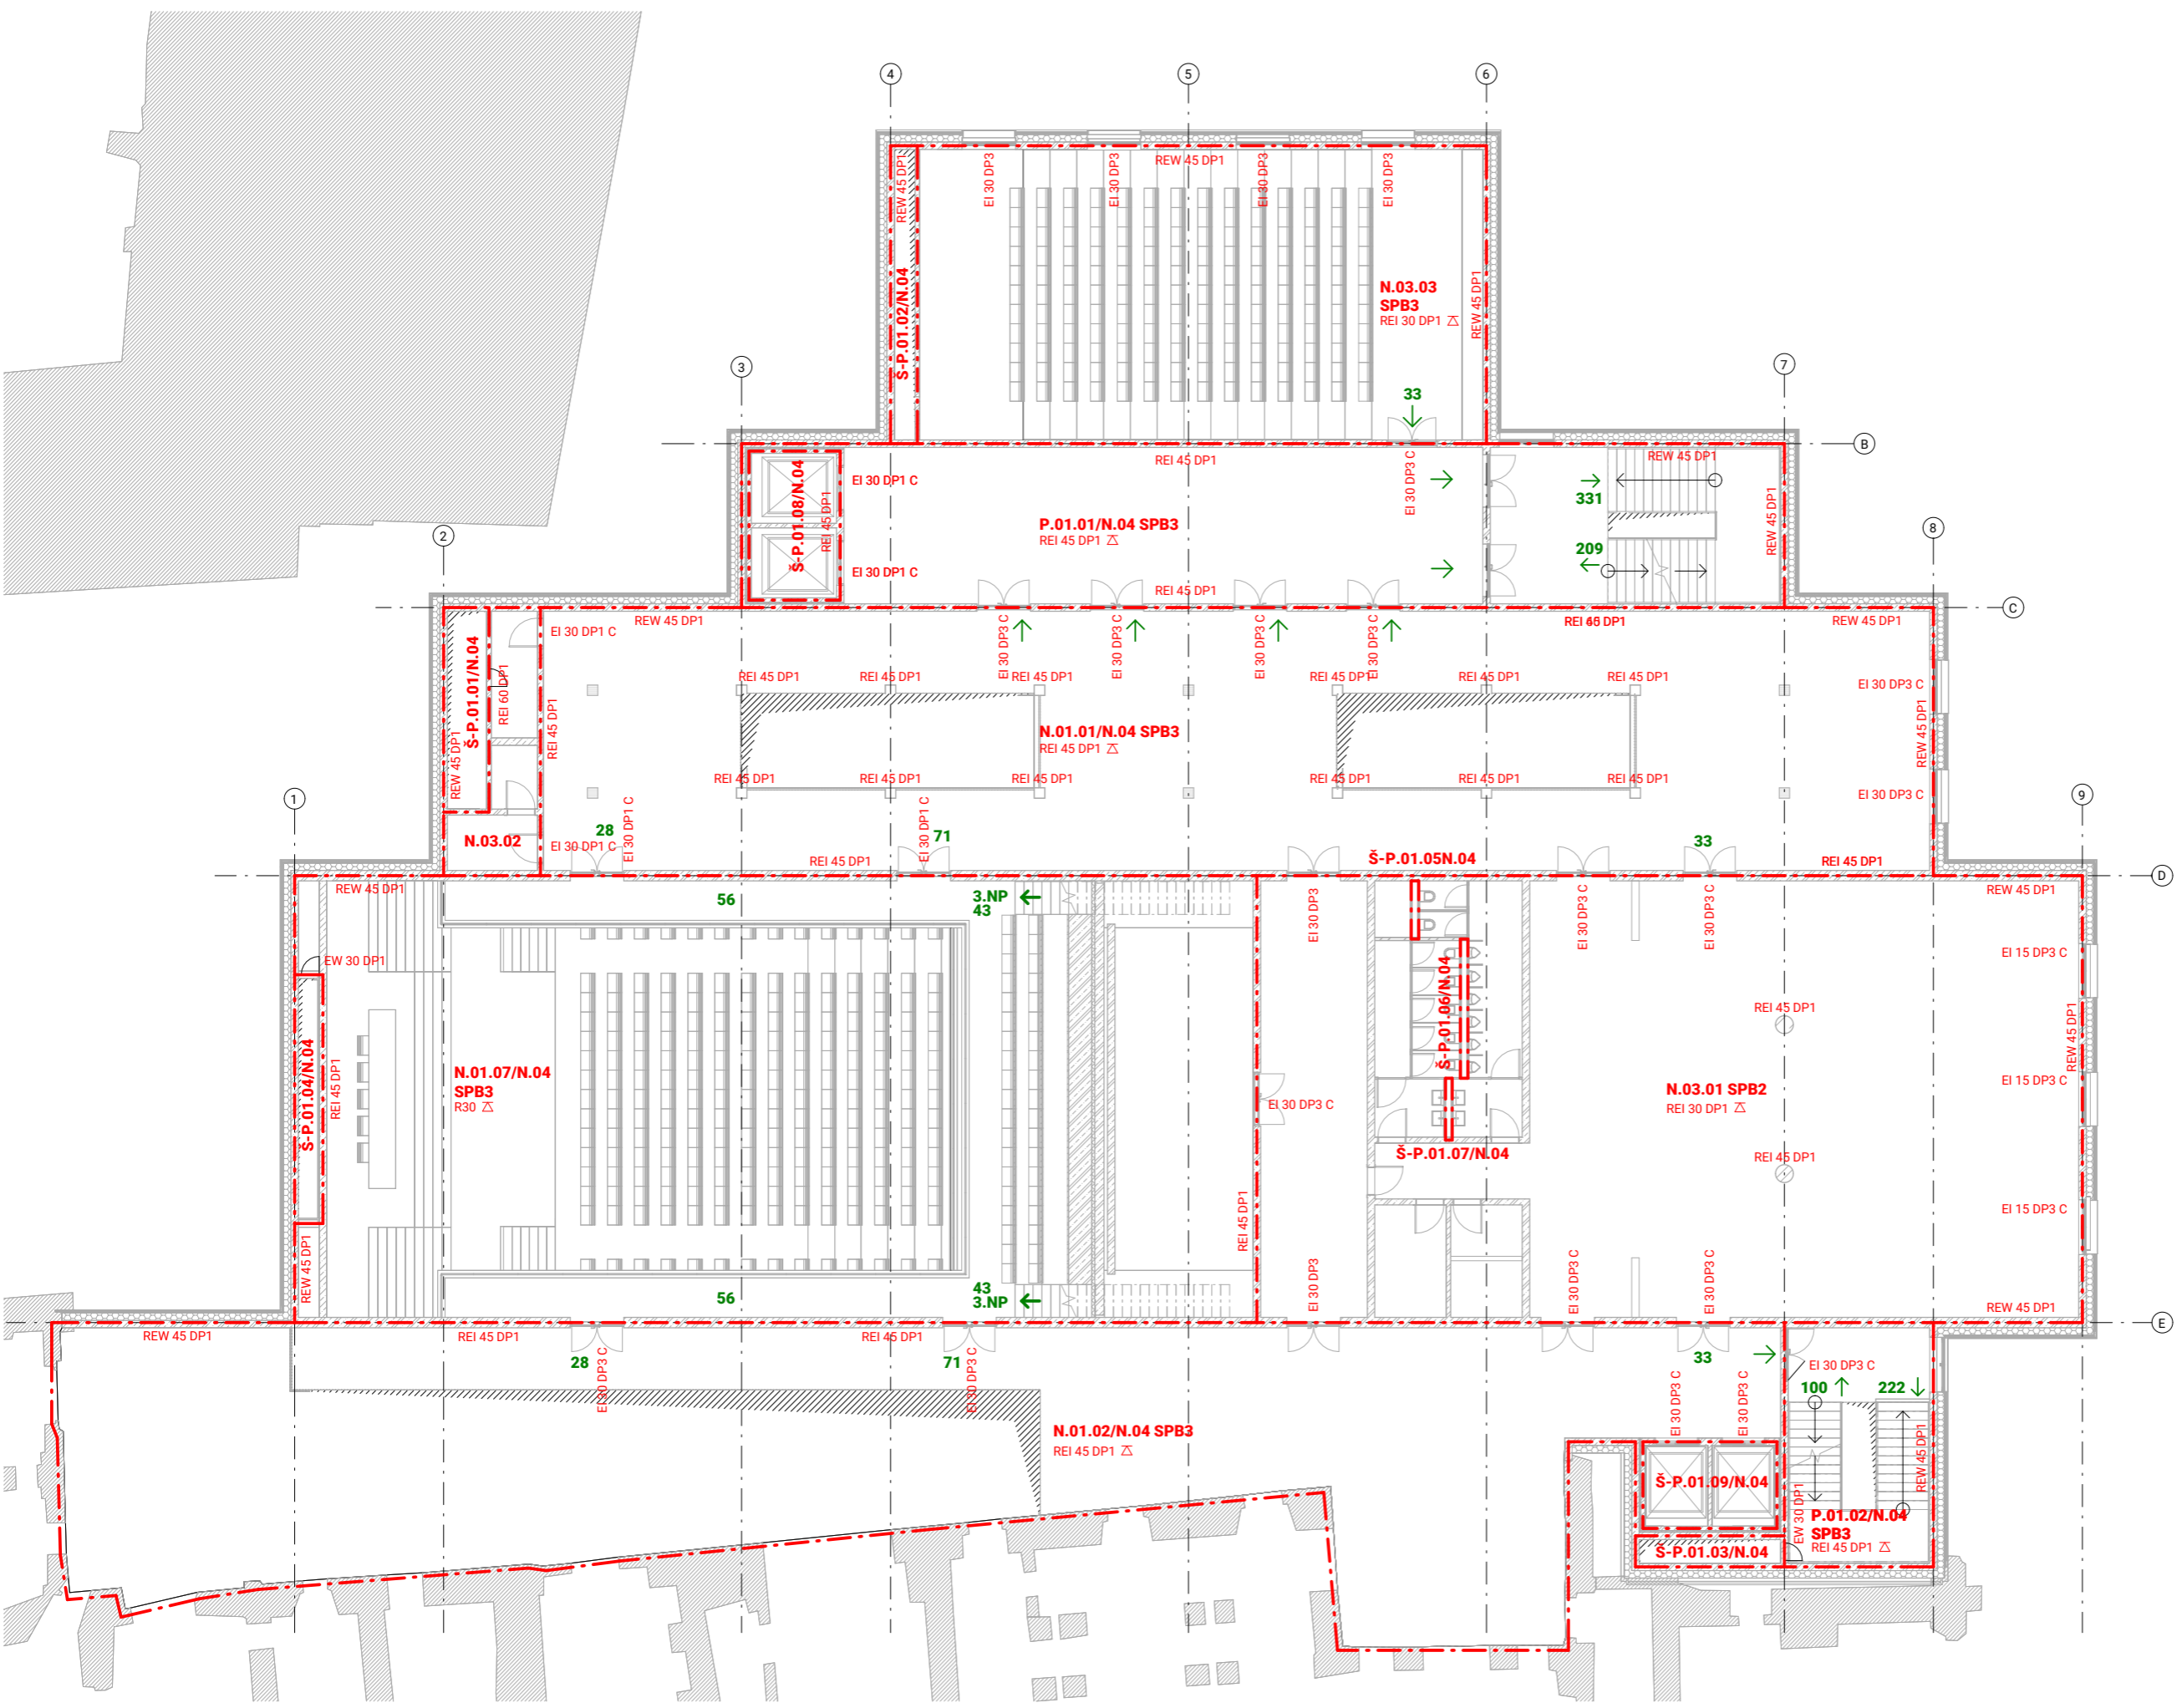 4
5
6
EI 30 DP3
EI 30 DP3
REW 45 DP1
EI 30 DP3
EI 30 DP3
REW 45 DP1
Š-P.01.02/N.04
N.03.03
SPB3
REI 30 DP1
REW 45 DP1
3
7
33
B
REI 45 DP1
REW 45 DP1
Š-P.01.08/N.04
REI 45 DP1
EI 30 DP1 C
EI 30 DP1 C
EI 30 DP3 C
331
P.01.01/N.04 SPB3
REI 45 DP1
209
REW 45 DP1
2
8
REI 45 DP1
C
EI 30 DP1 C
REW 45 DP1
REW 45 DP1
EI 30 DP3 C
EI 30 DP3 C
EI 30 DP3 C
EI 30 DP3 C
Š-P.01.01/N.04
REI 60 DP1
REW 45 DP1
REI 45 DP1
REI 45 DP1
REI 45 DP1
REI 45 DP1
REI 45 DP1
REI 45 DP1
REI 45 DP1
EI 30 DP3 C
REW 45 DP1
N.01.01/N.04 SPB3
REI 45 DP1
REI 45 DP1
REI 45 DP1
REI 45 DP1
REI 45 DP1
REI 45 DP1
REI 45 DP1
EI 30 DP3 C
1
9
N.03.02
EI 30 DP1 C
28
EI 30 DP1 C
71
EI 30 DP1 C
33
REI 45 DP1
Š-P.01.05N.04
REI 45 DP1
D
REW 45 DP1
REW 45 DP1
56
3.NP
43
EI 30 DP3
EI 30 DP3 C
EI 30 DP3 C
EW 30 DP1
EI 15 DP3 C
Š-P.01.04/N.04
REI 45 DP1
N.01.07/N.04
SPB3
R30
Š-P.01.06/N.04
REI 45 DP1
REW 45 DP1
EI 30 DP3 C
N.03.01 SPB2
REI 30 DP1
EI 15 DP3 C
Š-P.01.07/N.04
REI 45 DP1
REI 45 DP1
EI 15 DP3 C
REW 45 DP1
56
43
3.NP
EI 30 DP3
EI 30 DP3 C
EI 30 DP3 C
REW 45 DP1
E
REW 45 DP1
REI 45 DP1
REI 45 DP1
28
EI 30 DP3 C
71
EI 30 DP3 C
33
EI 30 DP3 C
100
222
EI 30 DP3 C
EI 30 DP3 C
N.01.02/N.04 SPB3
REI 45 DP1
REW 45 DP1
Š-P.01.09/N.04
EW 30 DP1
P.01.02/N.04
SPB3
REI 45 DP1
Š-P.01.03/N.04